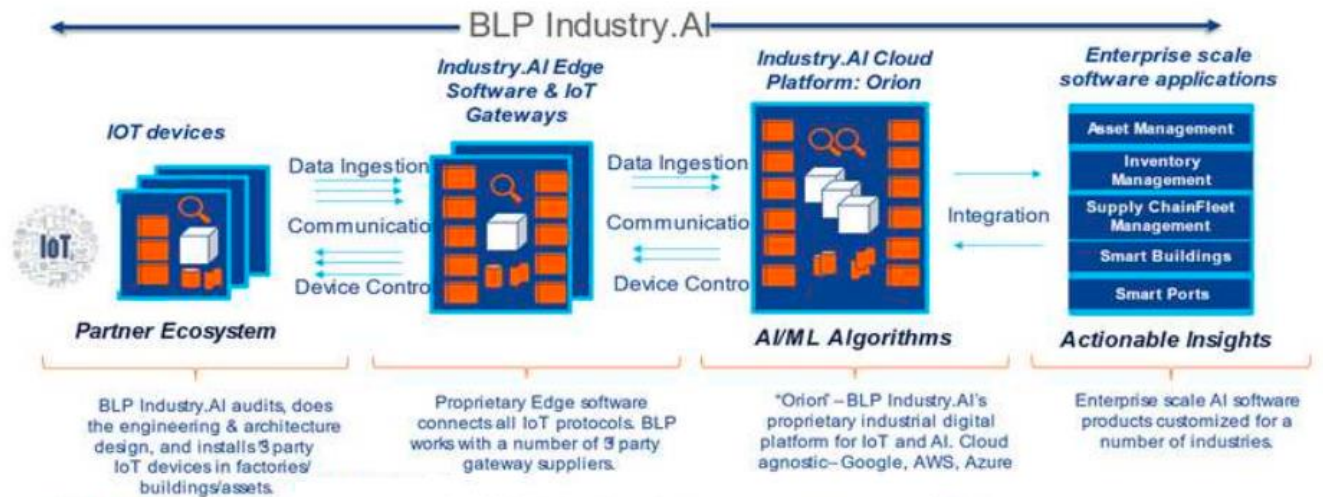 BLP Industry.AI
IOT devices
Industry.AI Edge
Software & IoT
Gateways
Industry.AI Cloud
Platform: Orion
Enterprise scale
software applications
IoT
Data Ingestion
Communicatio
Device Contro
Data Ingestion
Communicatio
Device Contro
Integration
Asset Management
Inventory
Management
Supply ChainFleet
Management
Smart Buildings
Smart Ports
Partner Ecosystem
AI/ML Algorithms
Actionable Insights
BLP Industry.AI audits, does
the engineering & architecture
design, and installs party
IoT devices in factories/
buildings/assets.
Proprietary Edge software
connects all IoT protocols. BLP
works with a number of party
gateway suppliers.
"Orion" – BLP Industry.AI's
proprietary industrial digital
platform for IoT and AI. Cloud
agnostic– Google, AWS, Azure
Enterprise scale AI software
products customized for a
number of industries.